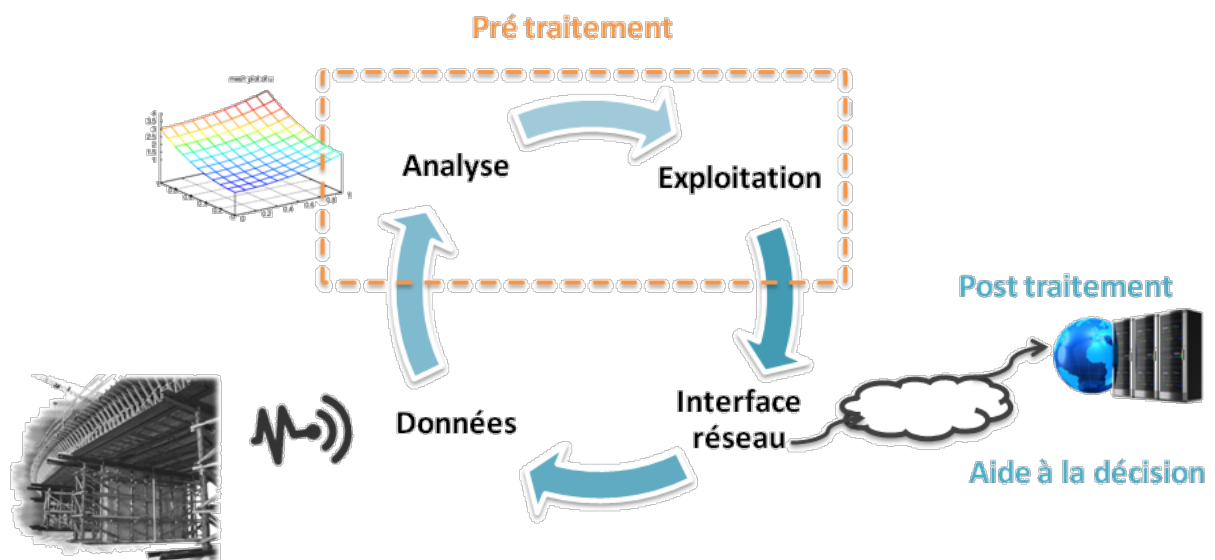 Pré traitement
Analyse
Exploitation
Post traitement
Données
Interface
réseau
Aide à la décision